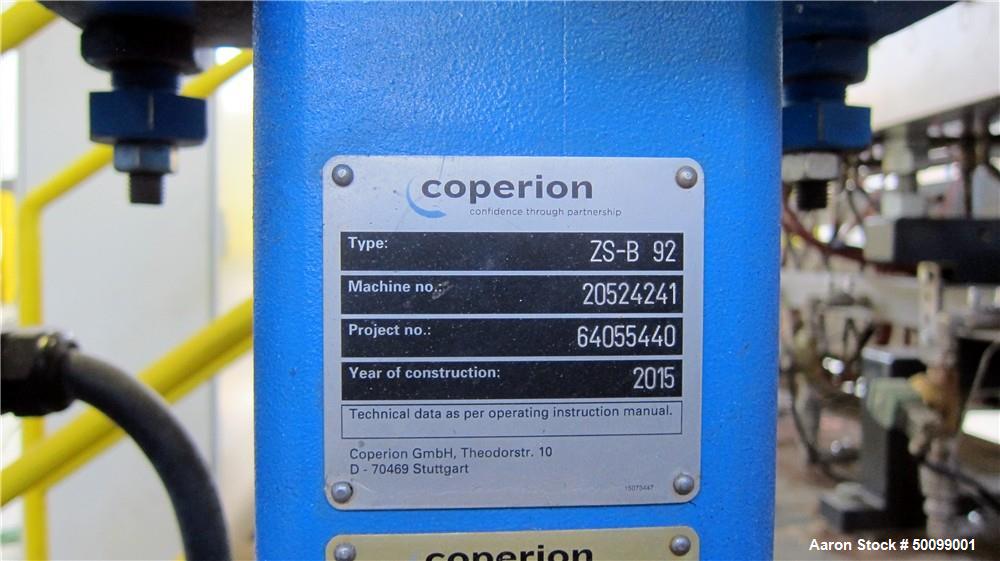 coperion
confidence through partnership
Type: ZS-B 92
Machine no.: 20524241
Project no.: 64055440
Year of construction: 2015
Technical data as per operating instruction manual.
Coperion GmbH, Theodorstr. 10
D - 70469 Stuttgart
15075447
coperion
Aaron Stock # 50099001